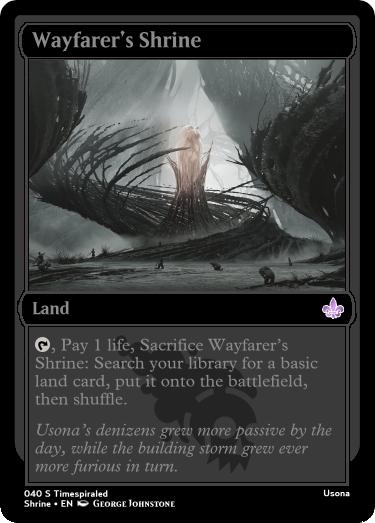 Wayfarer's Shrine
Land
, Pay 1 life, Sacrifice Wayfarer's
Shrine: Search your library for a basic
land card, put it onto the battlefield,
then shuffle.
Usona's denizens grew more passive by the
day, while the building storm grew ever
more furious in turn.
040 S Timespiraled
Usona
Shrine • EN George Johnstone